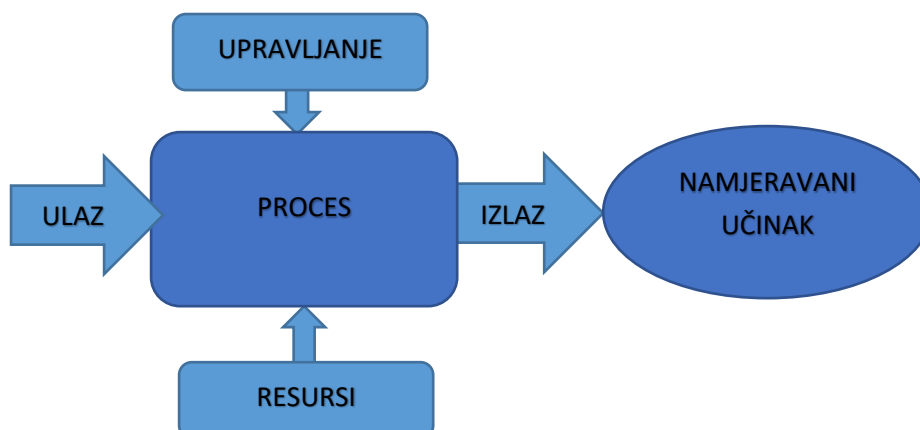 UPRAVLJANJE
ULAZ
PROCES
IZLAZ
NAMJERAVANI
UČINAK
RESURSI